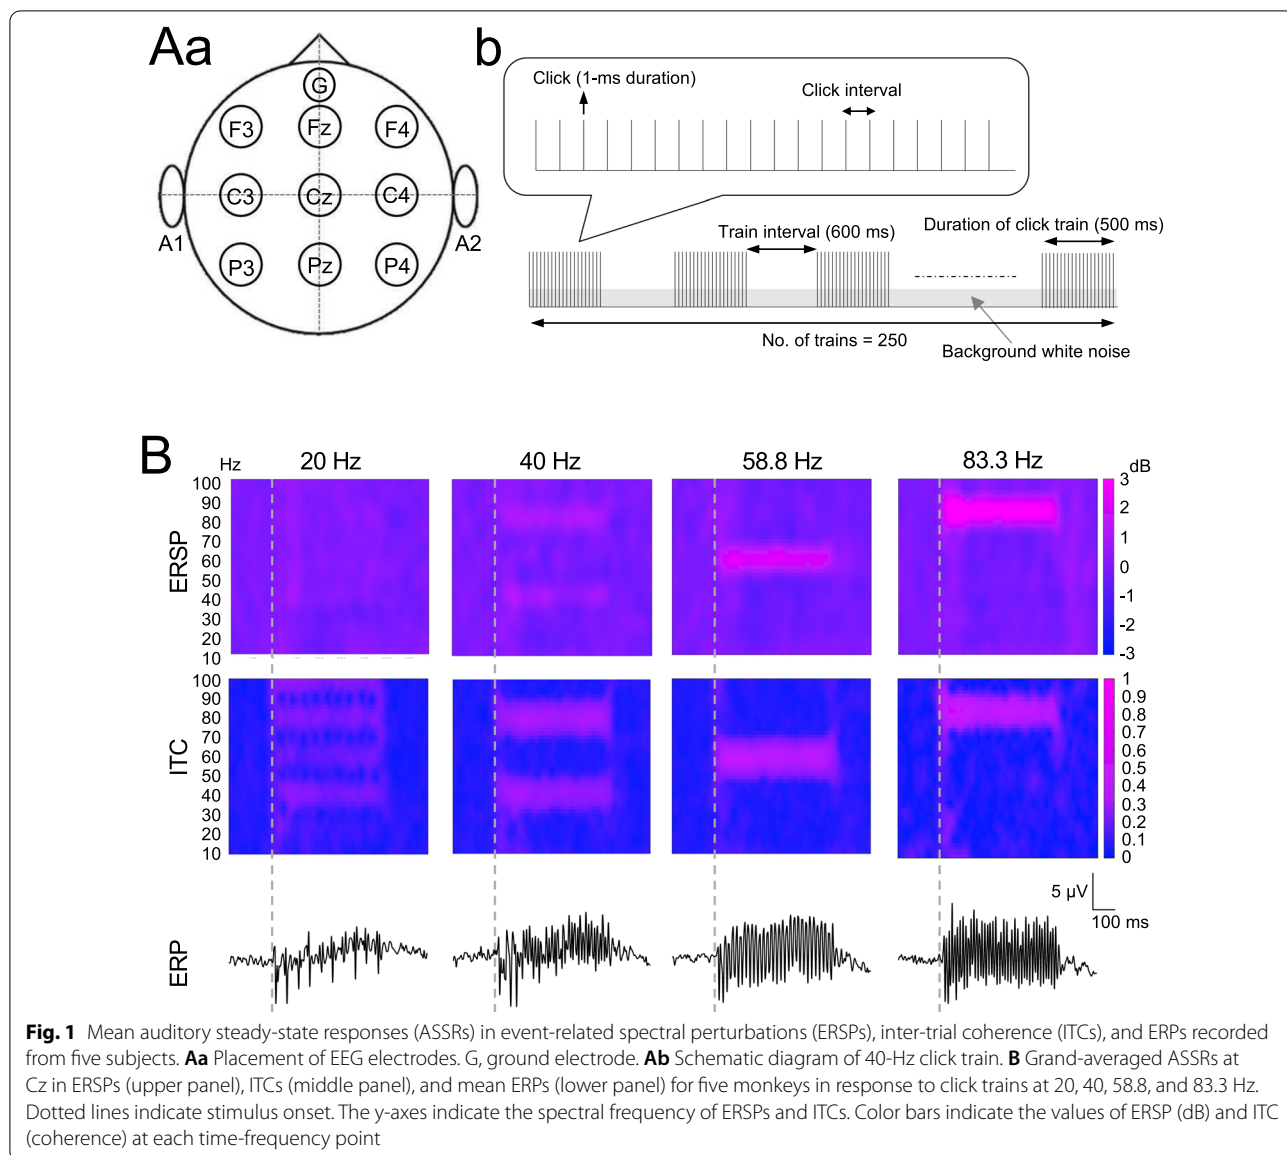 Aa
G
F3 Fz F4
C3 Cz C4
A1 A2
P3 Pz P4
b
Click (1-ms duration)
Click interval
Train interval (600 ms)
Duration of click train (500 ms)
No. of trains = 250
Background white noise
B
Hz 20 Hz 40 Hz 58.8 Hz 83.3 Hz dB
ERSP
100
90
80
70
60
50
40
30
20
10
3
2
1
0
-1
-2
-3
ITC
100
90
80
70
60
50
40
30
20
10
1
0.9
0.8
0.7
0.6
0.5
0.4
0.3
0.2
0.1
0
ERP
5 µV
100 ms
Fig. 1 Mean auditory steady-state responses (ASSRs) in event-related spectral perturbations (ERSPs), inter-trial coherence (ITCs), and ERPs recorded
from five subjects. Aa Placement of EEG electrodes. G, ground electrode. Ab Schematic diagram of 40-Hz click train. B Grand-averaged ASSRs at
Cz in ERSPs (upper panel), ITCs (middle panel), and mean ERPs (lower panel) for five monkeys in response to click trains at 20, 40, 58.8, and 83.3 Hz.
Dotted lines indicate stimulus onset. The y-axes indicate the spectral frequency of ERSPs and ITCs. Color bars indicate the values of ERSP (dB) and ITC
(coherence) at each time-frequency point